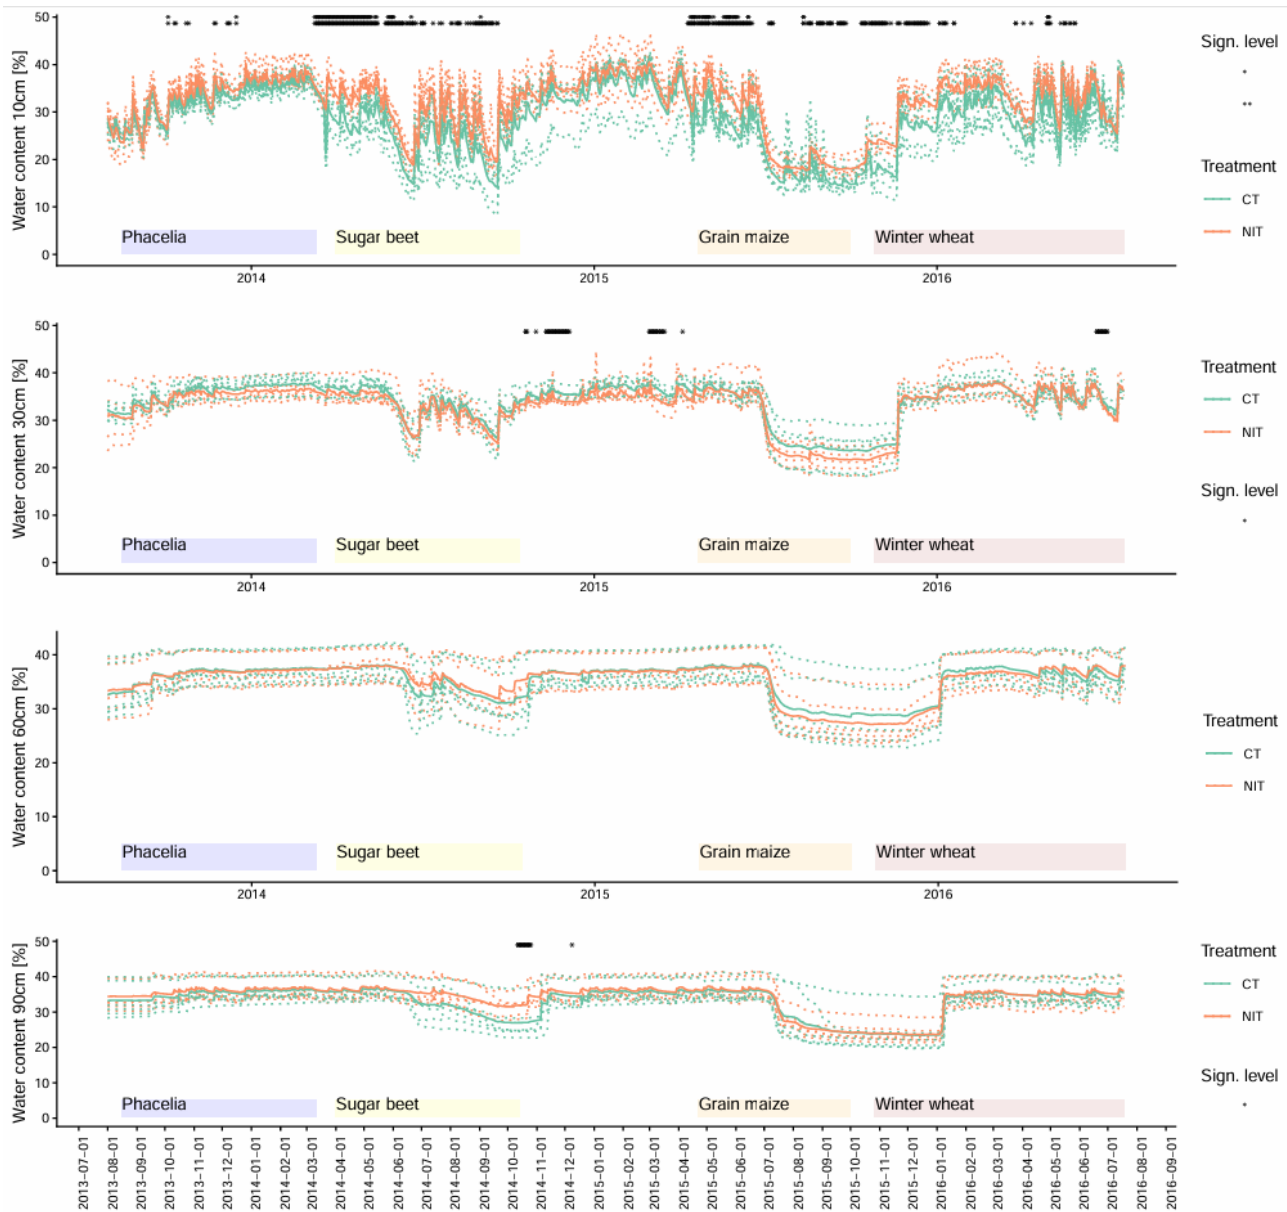 Water content 10cm [%]
50
40
30
20
10
0
Phacelia
Sugar beet
Grain maize
Winter wheat
2014
2015
2016
Sign. level
*
**
Treatment
CT
NIT
Water content 30cm [%]
50
40
30
20
10
0
Phacelia
Sugar beet
Grain maize
Winter wheat
2014
2015
2016
Treatment
CT
NIT
Sign. level
*
Water content 60cm [%]
40
30
20
10
0
Phacelia
Sugar beet
Grain maize
Winter wheat
2014
2015
2016
Treatment
CT
NIT
Water content 90cm [%]
50
40
30
20
10
0
Phacelia
Sugar beet
Grain maize
Winter wheat
Treatment
CT
NIT
Sign. level
*
2013-07-01
2013-08-01
2013-09-01
2013-10-01
2013-11-01
2013-12-01
2014-01-01
2014-02-01
2014-03-01
2014-04-01
2014-05-01
2014-06-01
2014-07-01
2014-08-01
2014-09-01
2014-10-01
2014-11-01
2014-12-01
2015-01-01
2015-02-01
2015-03-01
2015-04-01
2015-05-01
2015-06-01
2015-07-01
2015-08-01
2015-09-01
2015-10-01
2015-11-01
2015-12-01
2016-01-01
2016-02-01
2016-03-01
2016-04-01
2016-05-01
2016-06-01
2016-07-01
2016-08-01
2016-09-01